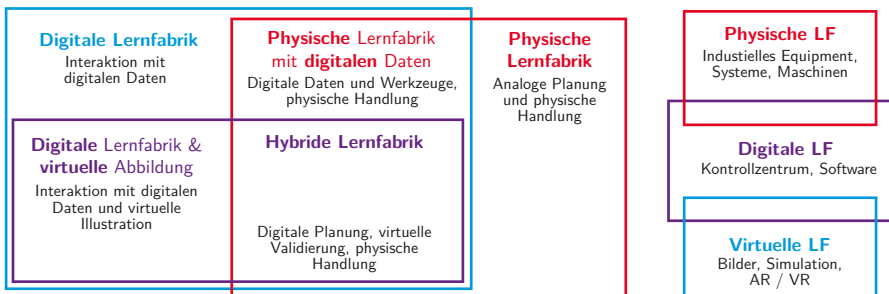 Digitale Lernfabrik
Interaktion mit
digitalen Daten
Physische Lernfabrik
mit digitalen Daten
Digitale Daten und Werkzeuge,
physische Handlung
Physische
Lernfabrik
Analoge Planung
und physische
Handlung
Digitale Lernfabrik &
virtuelle Abbildung
Interaktion mit digitalen
Daten und virtuelle
Illustration
Hybride Lernfabrik
Digitale Planung, virtuelle
Validierung, physische
Handlung
Physische LF
Industrielles Equipment,
Systeme, Maschinen
Digitale LF
Kontrollzentrum, Software
Virtuelle LF
Bilder, Simulation,
AR / VR